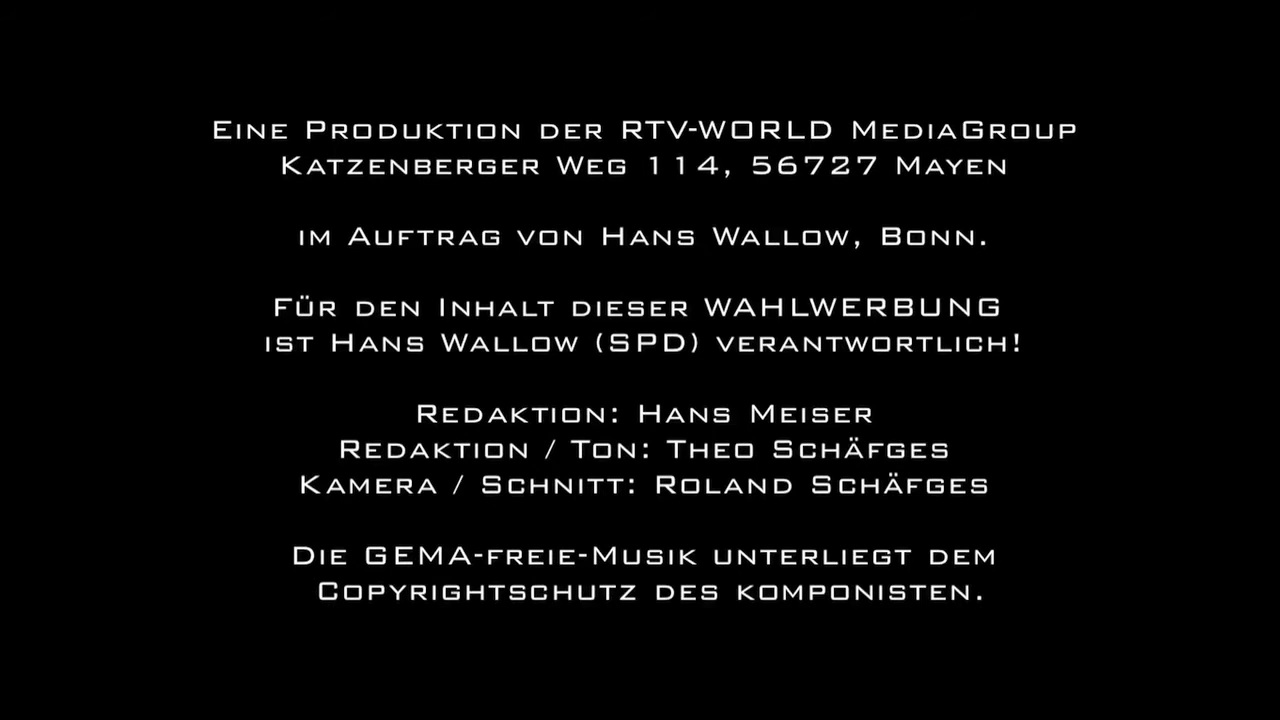 Eine Produktion der RTV-WORLD MediaGroup
Katzenberger Weg 114, 56727 Mayen
im Auftrag von Hans Wallow, Bonn.
Für den Inhalt dieser WAHLWERBUNG
ist Hans Wallow (SPD) verantwortlich!
Redaktion: Hans Meiser
Redaktion / Ton: Theo Schäfges
Kamera / Schnitt: Roland Schäfges
Die GEMA-freie-Musik unterliegt dem
Copyrightschutz des komponisten.